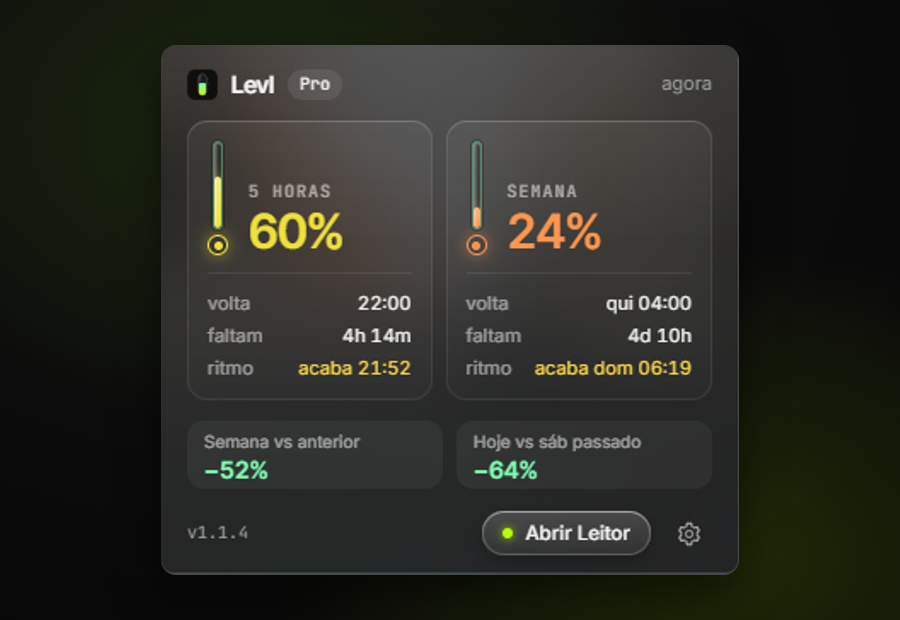 Levl Pro agora
5 HORAS
60%
volta 22:00
faltam 4h 14m
ritmo acaba 21:52
SEMANA
24%
volta qui 04:00
faltam 4d 10h
ritmo acaba dom 06:19
Semana vs anterior
−52%
Hoje vs sáb passado
−64%
v1.1.4 Abrir Leitor